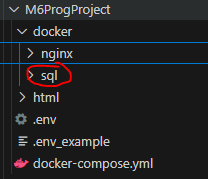 M6ProgProject
docker
nginx
sql
html
.env
.env_example
docker-compose.yml